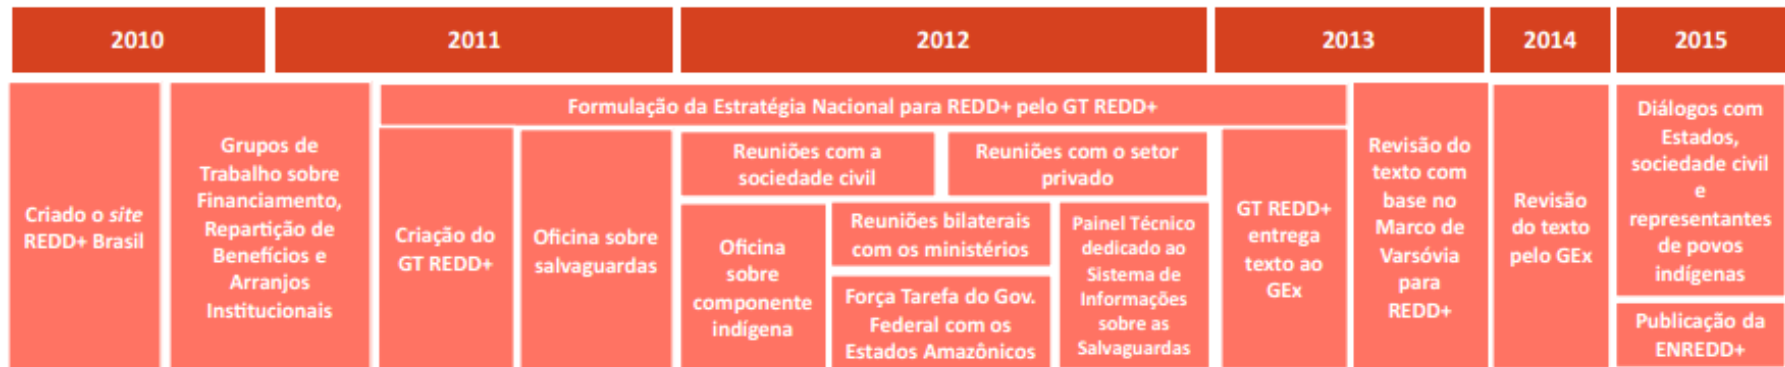 2010
2011
2012
2013
2014
2015
Criado o site
REDD+ Brasil
Grupos de
Trabalho sobre
Financiamento,
Repartição de
Benefícios e
Arranjos
Institucionais
Formulação da Estratégia Nacional para REDD+ pelo GT REDD+
Criação do
GT REDD+
Oficina sobre
salvaguardas
Reuniões com a
sociedade civil
Reuniões com o setor
privado
Oficina
sobre
componente
indígena
Reuniões bilaterais
com os ministérios
Força Tarefa do Gov.
Federal com os
Estados Amazônicos
Painel Técnico
dedicado ao
Sistema de
Informações
sobre as
Salvaguardas
GT REDD+
entrega
texto ao
GEx
Revisão do
texto com
base no
Marco de
Varsóvia
para
REDD+
Revisão
do texto
pelo GEx
Diálogos com
Estados,
sociedade civil
e
representantes
de povos
indígenas
Publicação da
ENREDD+